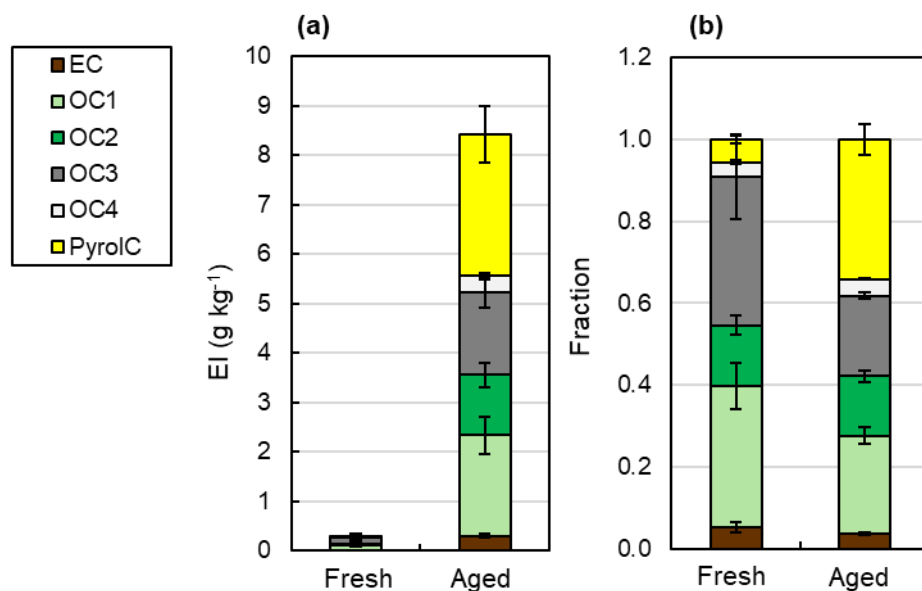 EC
OC1
OC2
OC3
OC4
PyrolC
(a)
EI (g kg⁻¹)
10
9
8
7
6
5
4
3
2
1
0
Fresh Aged
(b)
Fraction
1.2
1.0
0.8
0.6
0.4
0.2
0.0
Fresh Aged